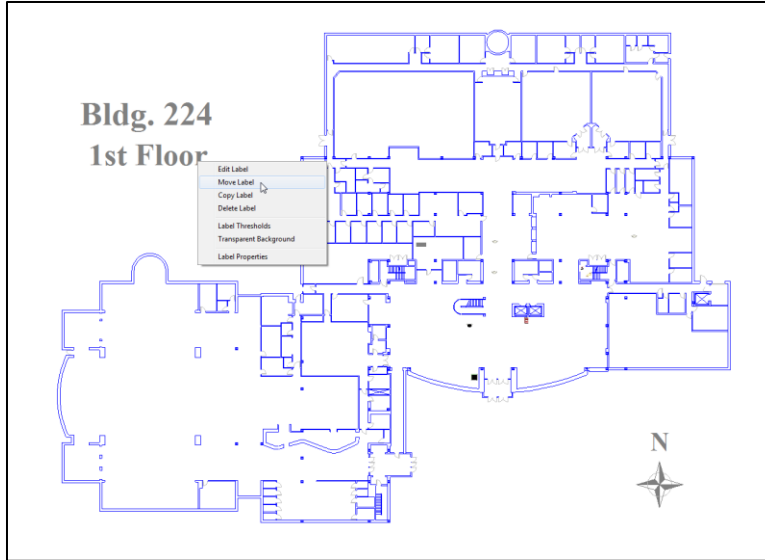 Bldg. 224
1st Floor
Edit Label
Move Label
Copy Label
Delete Label
Label Thresholds
Transparent Background
Label Properties
N